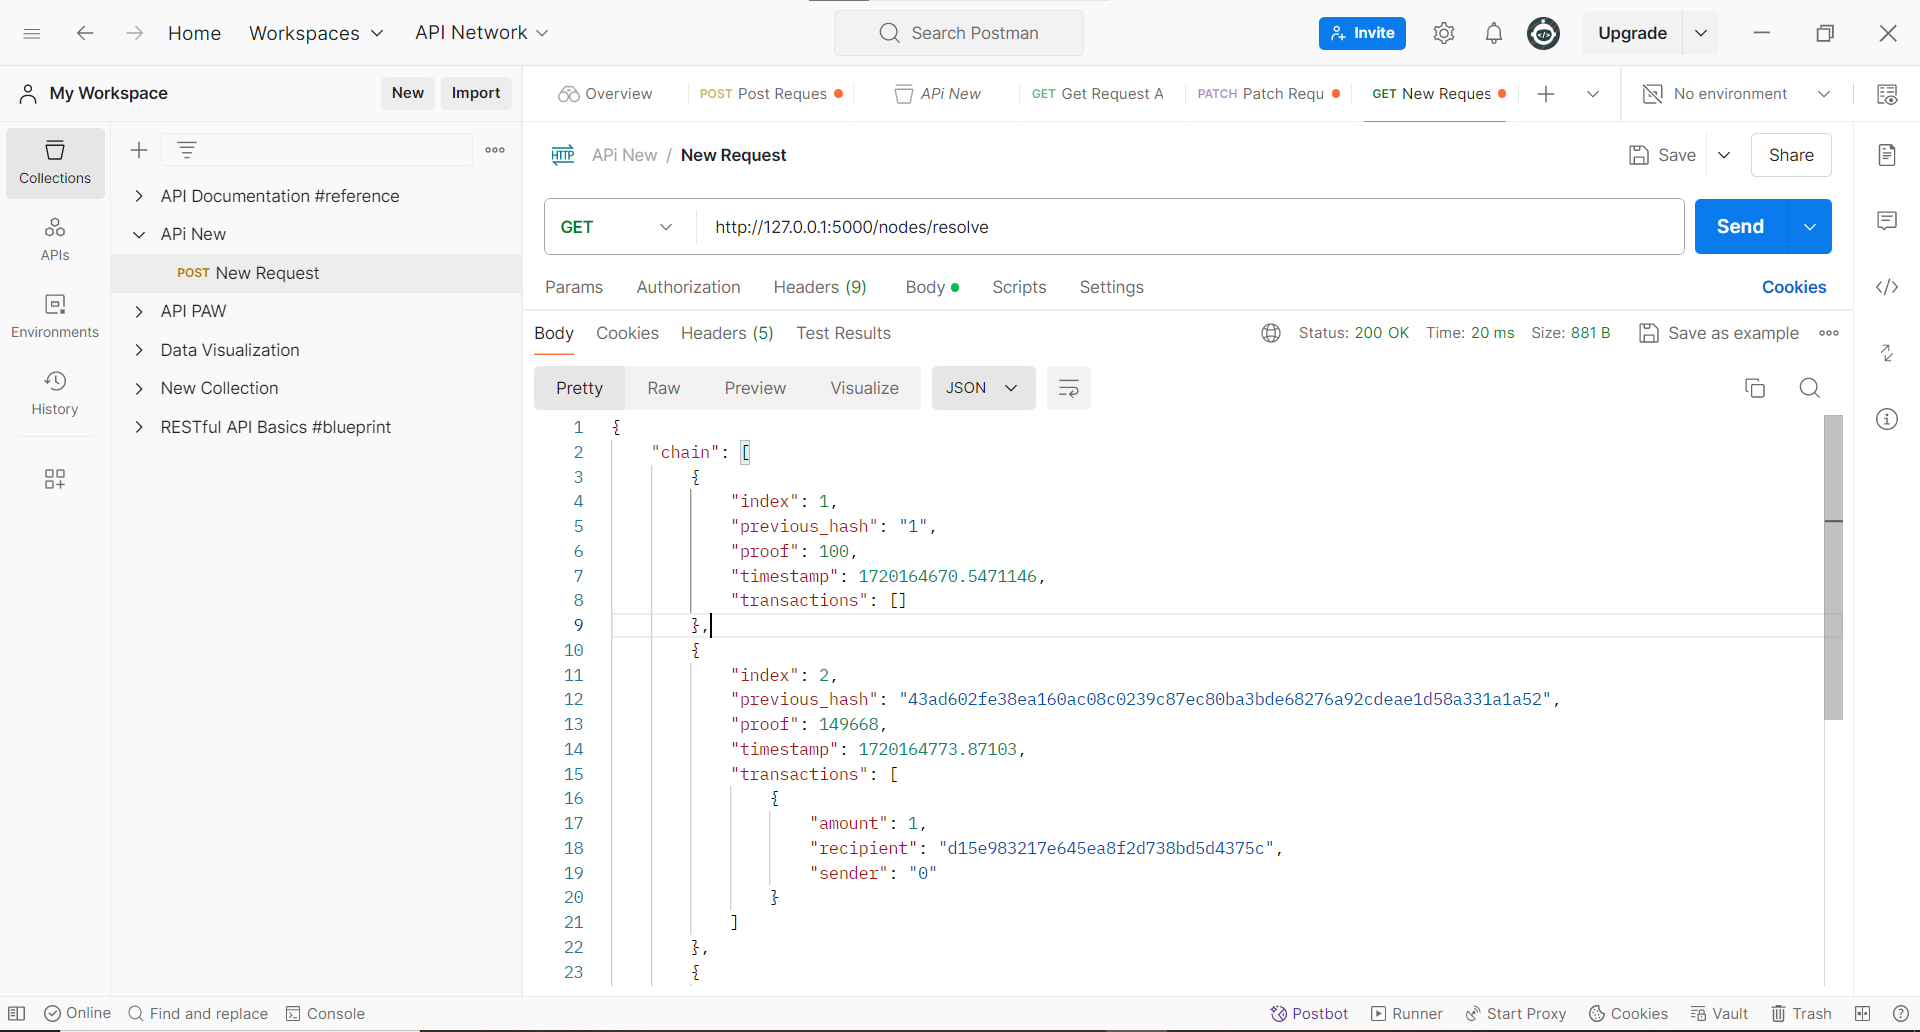 Home Workspaces API Network Search Postman Invite Upgrade
My Workspace New Import
Overview POST Post Reques APi New GET Get Request A PATCH Patch Requ GET New Reques No environment
Collections
APIs
Environments
History
API Documentation #reference
APi New
POST New Request
API PAW
Data Visualization
New Collection
RESTful API Basics #blueprint
HTTP APi New / New Request Save Share
GET http://127.0.0.1:5000/nodes/resolve Send
Params Authorization Headers (9) Body Scripts Settings Cookies
Body Cookies Headers (5) Test Results Status: 200 OK Time: 20 ms Size: 881 B Save as example
Pretty Raw Preview Visualize JSON
1 {
2 "chain": [
3 {
4 "index": 1,
5 "previous_hash": "1",
6 "proof": 100,
7 "timestamp": 1720164670.5471146,
8 "transactions": []
9 },
10 {
11 "index": 2,
12 "previous_hash": "43ad602fe38ea160ac08c0239c87ec80ba3bde68276a92cdeae1d58a331a1a52",
13 "proof": 149668,
14 "timestamp": 1720164773.87103,
15 "transactions": [
16 {
17 "amount": 1,
18 "recipient": "d15e983217e645ea8f2d738bd5d4375c",
19 "sender": "0"
20 }
21 ]
22 },
23 {
Online Find and replace Console Postbot Runner Start Proxy Cookies Vault Trash